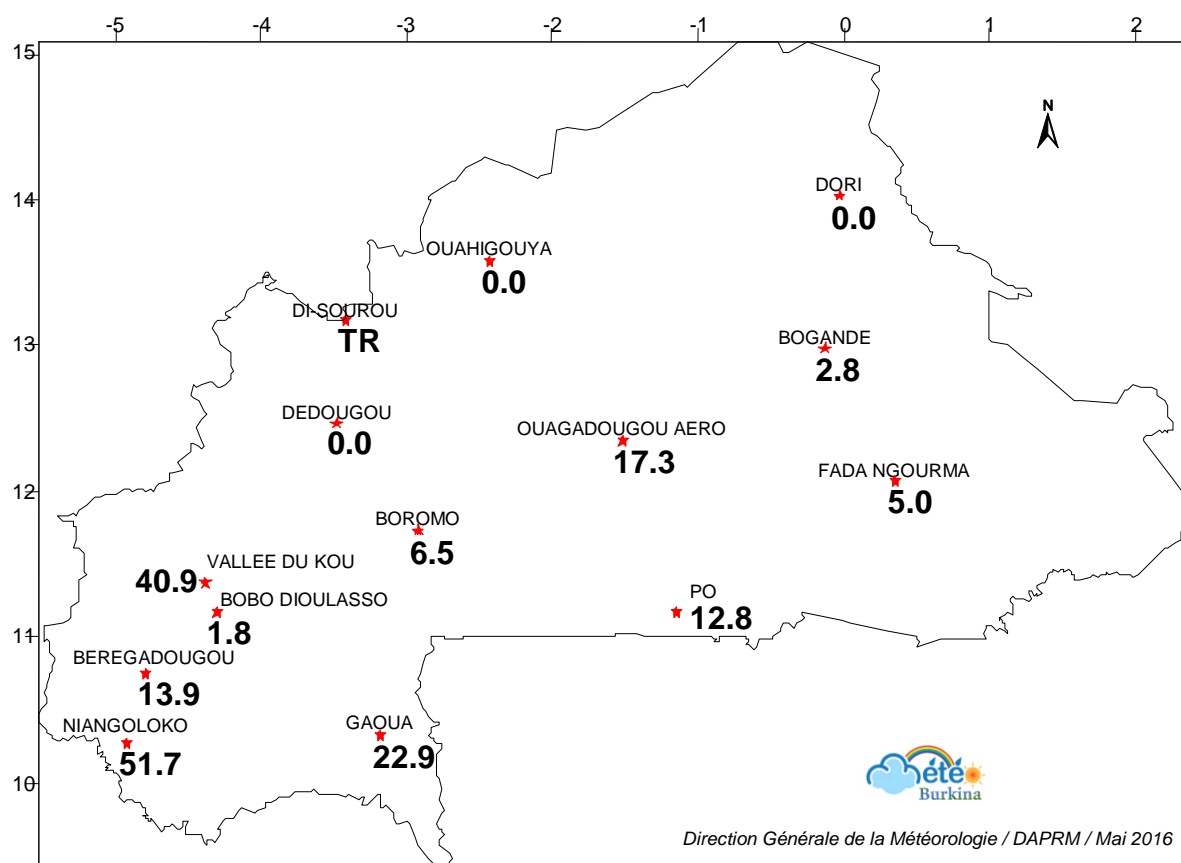 -5 -4 -3 -2 -1 0 1 2
15
N
14
DORI
0.0
OUAHIGOUYA
0.0
DI-SOUROU
TR
13
BOGANDE
2.8
DEDOUGOU
0.0
OUAGADOUGOU AERO
17.3
FADA NGOURMA
5.0
12
BOROMO
6.5
VALLEE DU KOU
40.9
BOBO DIOULASSO
1.8
PO
12.8
11
BEREGADOUGOU
13.9
NIANGOLOKO
51.7
GAOUA
22.9
10
été
Burkina
Direction Générale de la Météorologie / DAPRM / Mai 2016